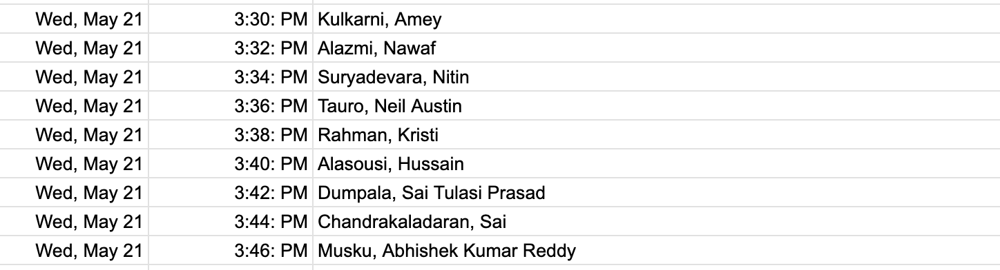 Wed, May 21 3:30: PM Kulkarni, Amey
Wed, May 21 3:32: PM Alazmi, Nawaf
Wed, May 21 3:34: PM Suryadevara, Nitin
Wed, May 21 3:36: PM Tauro, Neil Austin
Wed, May 21 3:38: PM Rahman, Kristi
Wed, May 21 3:40: PM Alasousi, Hussain
Wed, May 21 3:42: PM Dumpala, Sai Tulasi Prasad
Wed, May 21 3:44: PM Chandrakaladaran, Sai
Wed, May 21 3:46: PM Musku, Abhishek Kumar Reddy